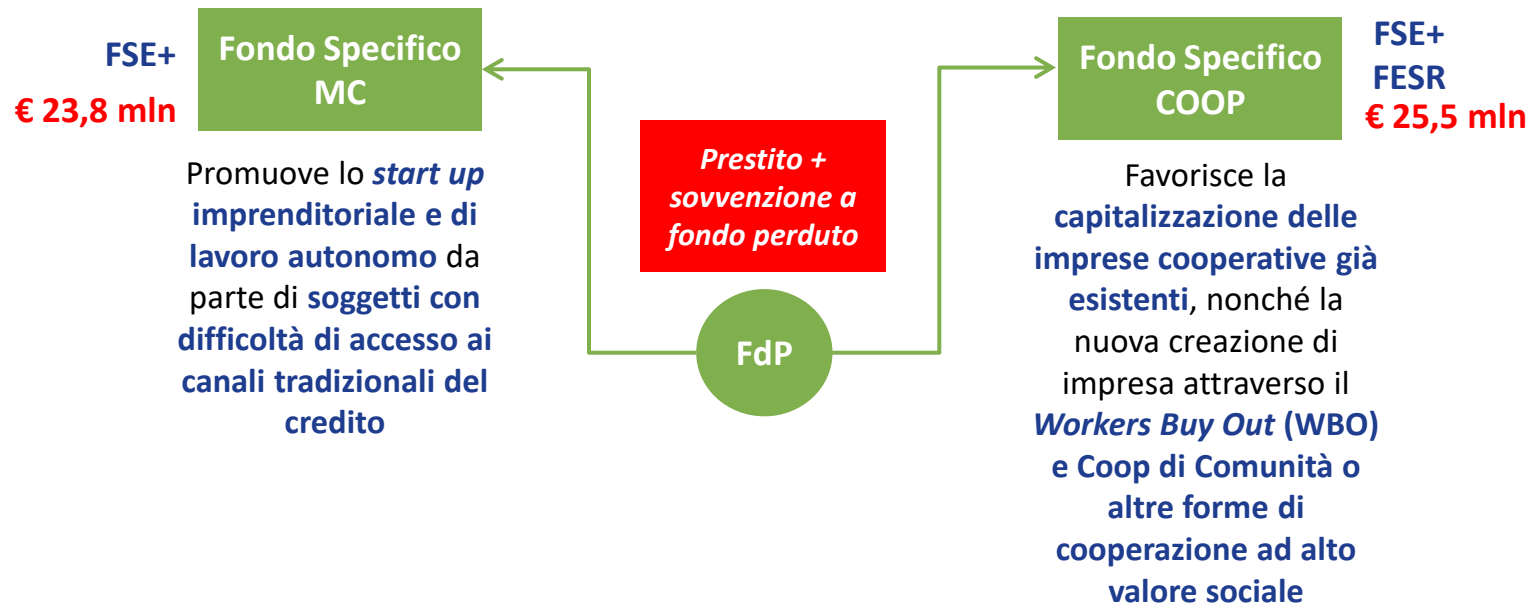 FSE+
€ 23,8 mln
Fondo Specifico
MC
Promuove lo start up
imprenditoriale e di
lavoro autonomo da
parte di soggetti con
difficoltà di accesso ai
canali tradizionali del
credito
Prestito +
sovvenzione a
fondo perduto
FdP
Fondo Specifico
COOP
FSE+
FESR
€ 25,5 mln
Favorisce la
capitalizzazione delle
imprese cooperative già
esistenti, nonché la
nuova creazione di
impresa attraverso il
Workers Buy Out (WBO)
e Coop di Comunità o
altre forme di
cooperazione ad alto
valore sociale